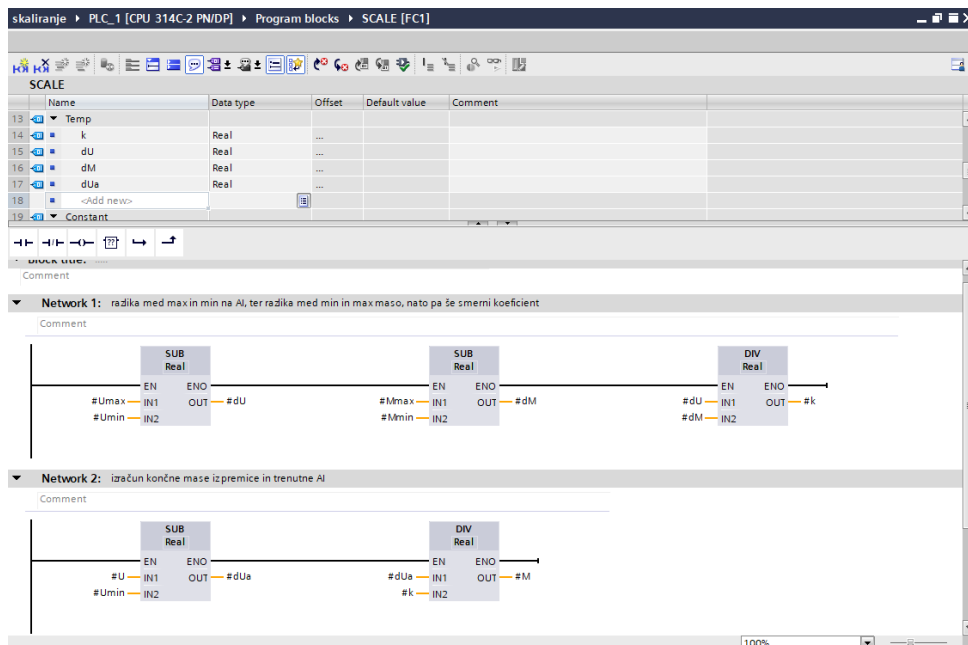 skaliranje ▸ PLC_1 [CPU 314C-2 PN/DP] ▸ Program blocks ▸ SCALE [FC1]
SCALE
Name Data type Offset Default value Comment
13 Temp
14 k Real ...
15 dU Real ...
16 dM Real ...
17 dUa Real ...
18 <Add new>
19 Constant
??
Block title: .....
Comment
Network 1: razlika med max in min na AI, ter razlika med min in max maso, nato pa še smerni koeficient
Comment
SUB SUB DIV
Real Real Real
EN ENO EN ENO EN ENO
#Umax IN1 OUT #dU #Mmax IN1 OUT #dM #dU IN1 OUT #k
#Umin IN2 #Mmin IN2 #dM IN2
Network 2: izračun končne mase iz premice in trenutne AI
Comment
SUB DIV
Real Real
EN ENO EN ENO
#U IN1 OUT #dUa #dUa IN1 OUT #M
#Umin IN2 #k IN2
100%